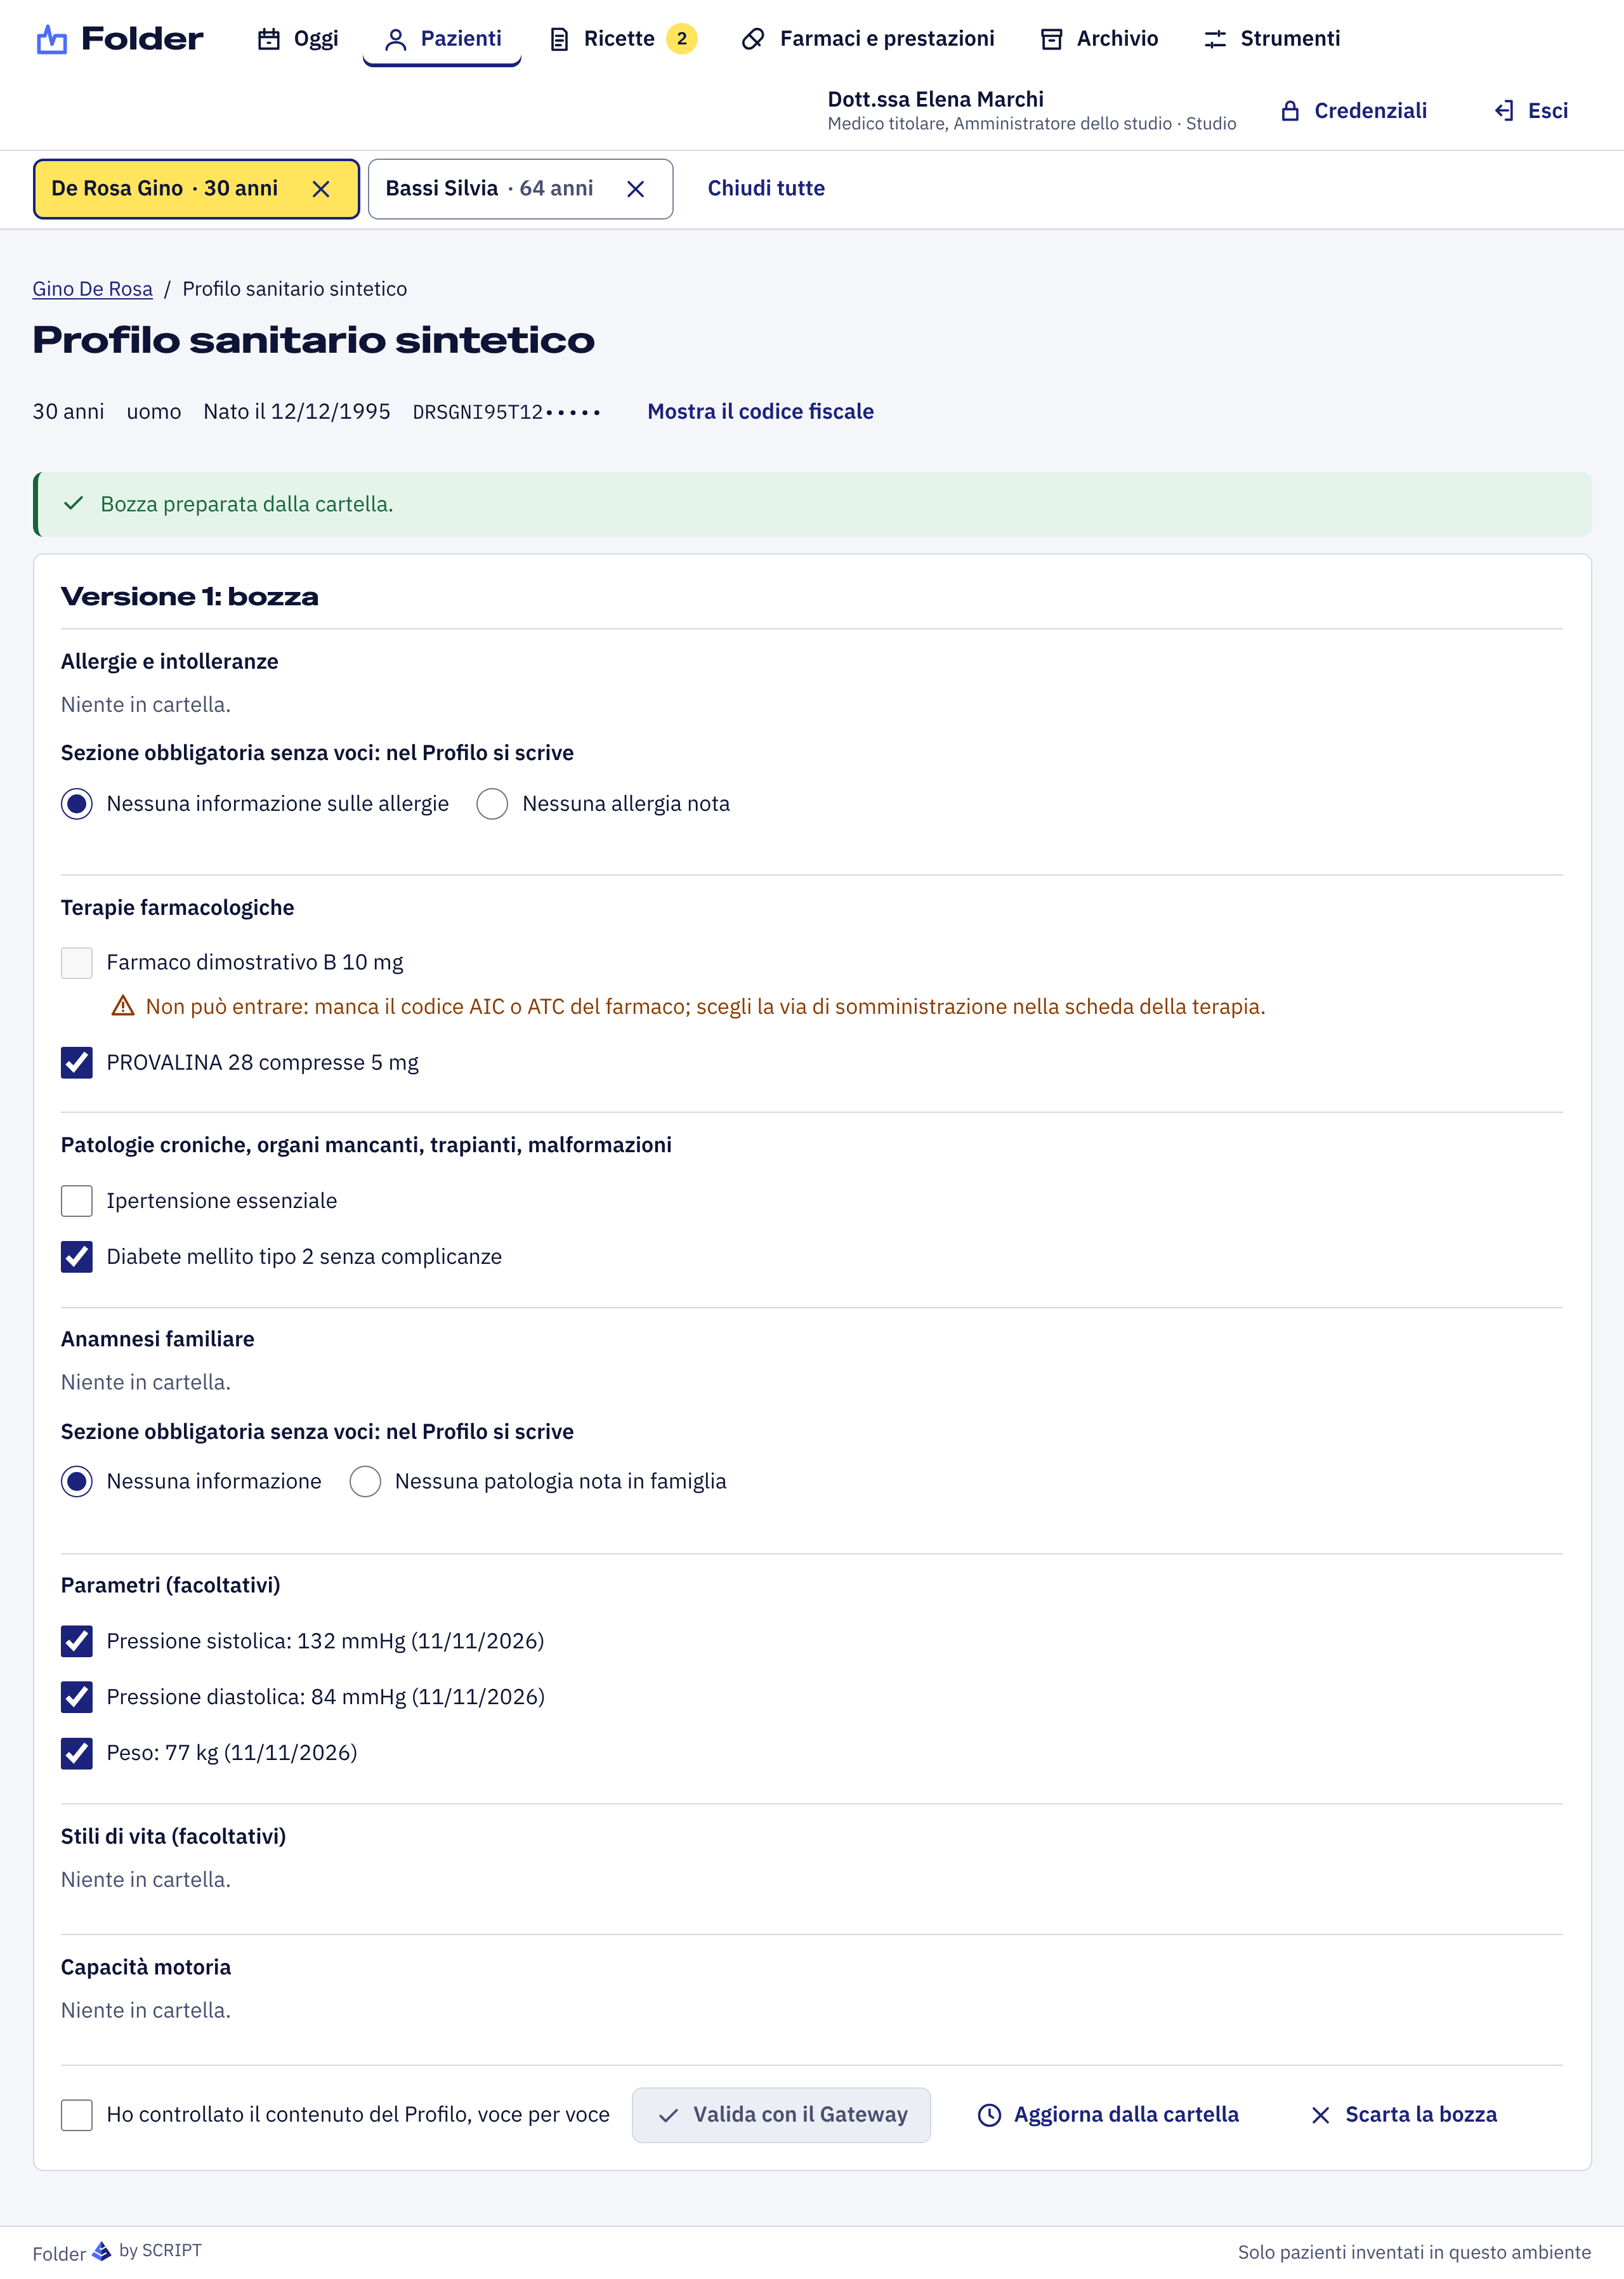 Folder
Oggi
Pazienti
Ricette 2
Farmaci e prestazioni
Archivio
Strumenti
Dott.ssa Elena Marchi
Medico titolare, Amministratore dello studio · Studio
Credenziali
Esci
De Rosa Gino · 30 anni
Bassi Silvia · 64 anni
Chiudi tutte
Gino De Rosa / Profilo sanitario sintetico
Profilo sanitario sintetico
30 anni uomo Nato il 12/12/1995 DRSGNI95T12••••• Mostra il codice fiscale
Bozza preparata dalla cartella.
Versione 1: bozza
Allergie e intolleranze
Niente in cartella.
Sezione obbligatoria senza voci: nel Profilo si scrive
Nessuna informazione sulle allergie
Nessuna allergia nota
Terapie farmacologiche
Farmaco dimostrativo B 10 mg
Non può entrare: manca il codice AIC o ATC del farmaco; scegli la via di somministrazione nella scheda della terapia.
PROVALINA 28 compresse 5 mg
Patologie croniche, organi mancanti, trapianti, malformazioni
Ipertensione essenziale
Diabete mellito tipo 2 senza complicanze
Anamnesi familiare
Niente in cartella.
Sezione obbligatoria senza voci: nel Profilo si scrive
Nessuna informazione
Nessuna patologia nota in famiglia
Parametri (facoltativi)
Pressione sistolica: 132 mmHg (11/11/2026)
Pressione diastolica: 84 mmHg (11/11/2026)
Peso: 77 kg (11/11/2026)
Stili di vita (facoltativi)
Niente in cartella.
Capacità motoria
Niente in cartella.
Ho controllato il contenuto del Profilo, voce per voce
Valida con il Gateway
Aggiorna dalla cartella
Scarta la bozza
Folder by SCRIPT
Solo pazienti inventati in questo ambiente